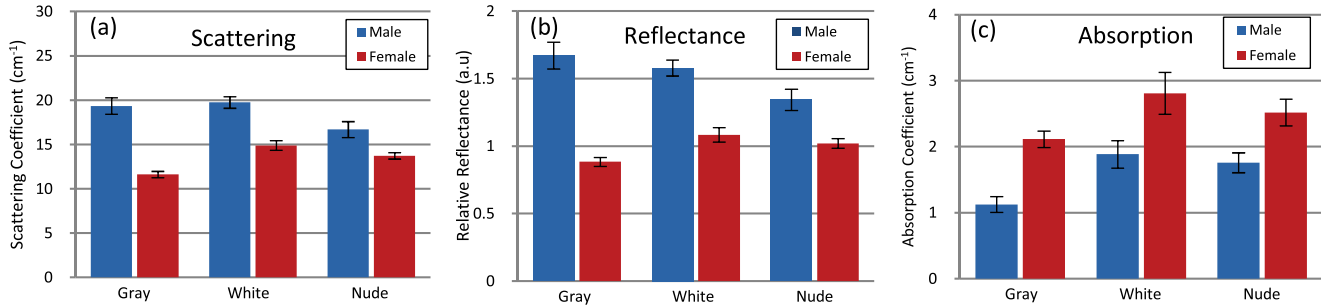 (a)
Scattering
Male
Female
Scattering Coefficient (cm⁻¹)
30
25
20
15
10
5
0
Gray White Nude
(b)
Reflectance
Male
Female
Relative Reflectance (a.u)
2
1.5
1
0.5
0
Gray White Nude
(c)
Absorption
Male
Female
Absorption Coefficient (cm⁻¹)
4
3
2
1
0
Gray White Nude